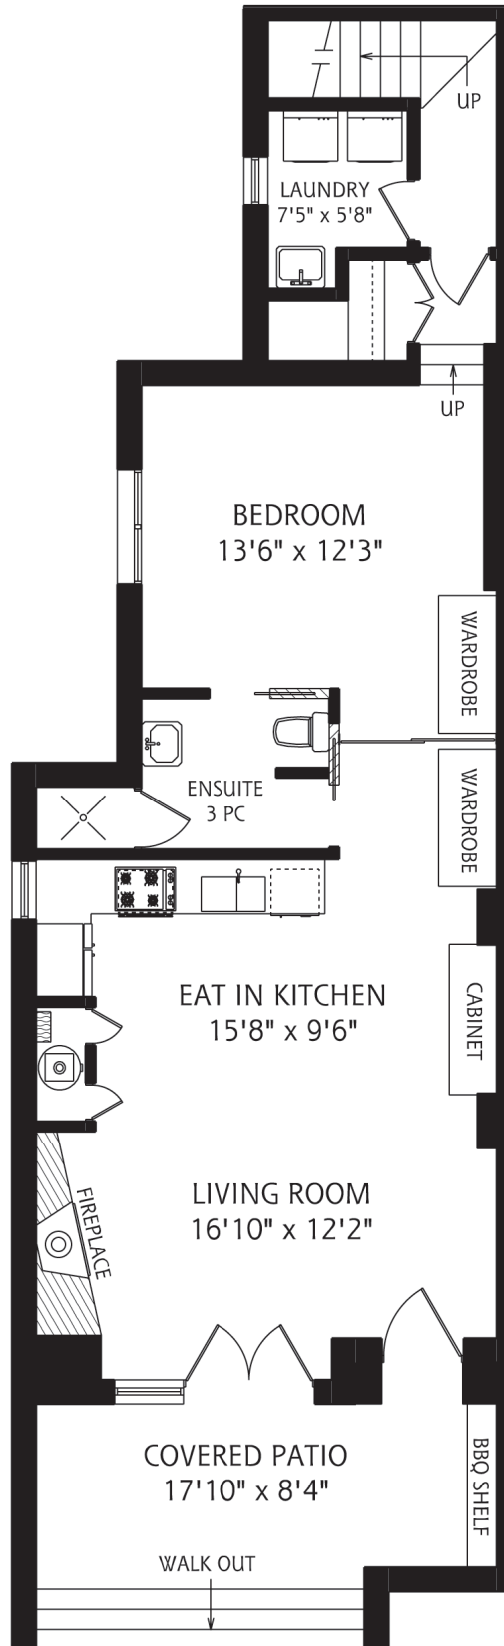 UP
LAUNDRY
7'5" x 5'8"
UP
BEDROOM
13'6" x 12'3"
WARDROBE
ENSUITE
3 PC
WARDROBE
EAT IN KITCHEN
15'8" x 9'6"
CABINET
LIVING ROOM
16'10" x 12'2"
FIREPLACE
COVERED PATIO
17'10" x 8'4"
BBQ SHELF
WALK OUT